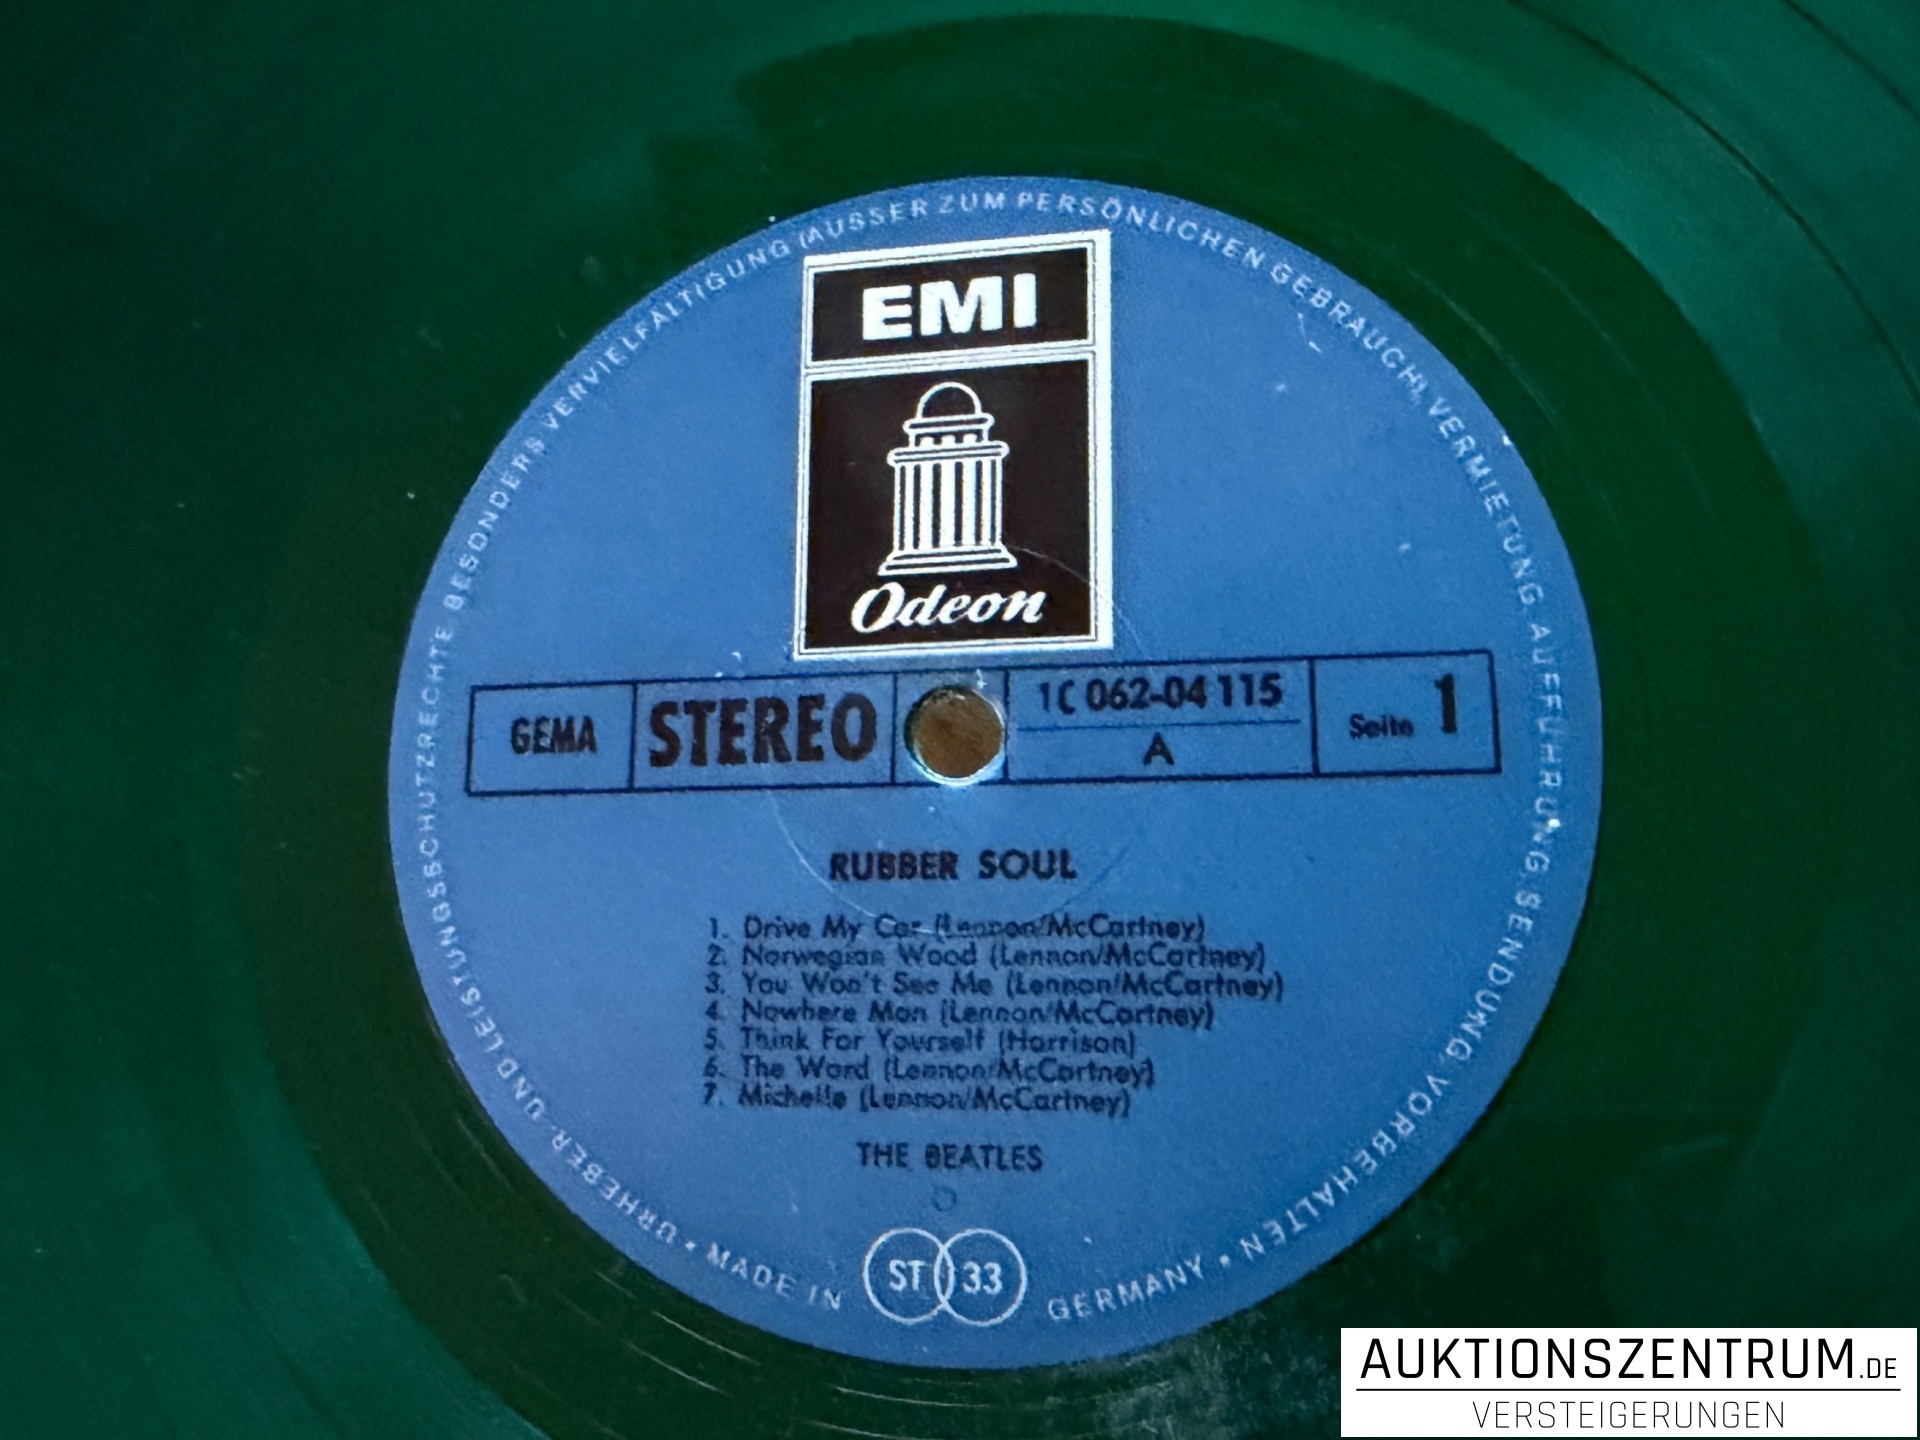 URHEBER- UND LEISTUNGSSCHUTZRECHTE BESONDERS VERVIELFÄLTIGUNG (AUSSER ZUM PERSÖNLICHEN GEBRAUCH), VERMIETUNG, AUFFÜHRUNG, SENDUNG, VORBEHALTEN •
EMI
Odeon
GEMA
STEREO
1C 062-04 115
A
Seite 1
RUBBER SOUL
1. Drive My Car (Lennon/McCartney)
2. Norwegian Wood (Lennon/McCartney)
3. You Won't See Me (Lennon/McCartney)
4. Nowhere Man (Lennon/McCartney)
5. Think For Yourself (Harrison)
6. The Word (Lennon/McCartney)
7. Michelle (Lennon/McCartney)
THE BEATLES
ST 33
• MADE IN GERMANY •
AUKTIONSZENTRUM.DE
VERSTEIGERUNGEN